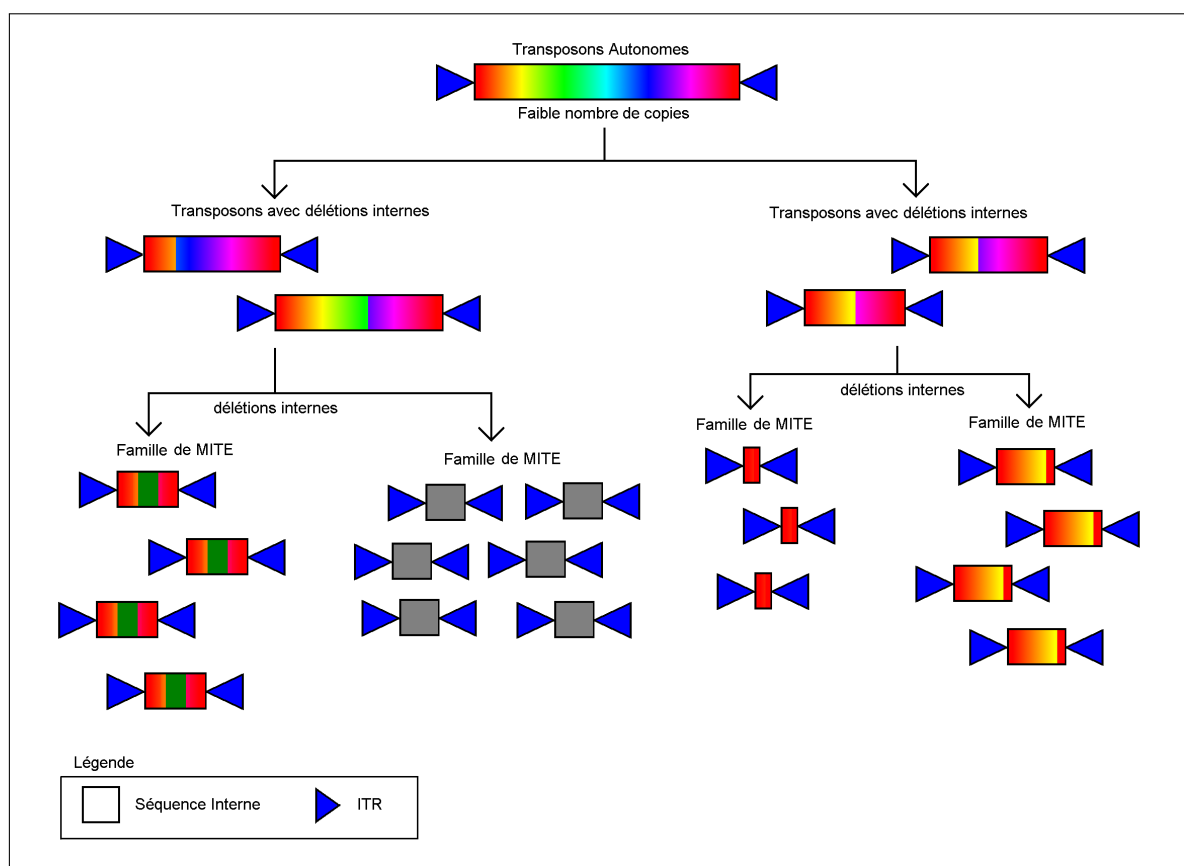 Transposons Autonomes
Faible nombre de copies
Transposons avec délétions internes
Transposons avec délétions internes
délétions internes
délétions internes
Famille de MITE
Famille de MITE
Famille de MITE
Famille de MITE
Légende
Séquence Interne
ITR